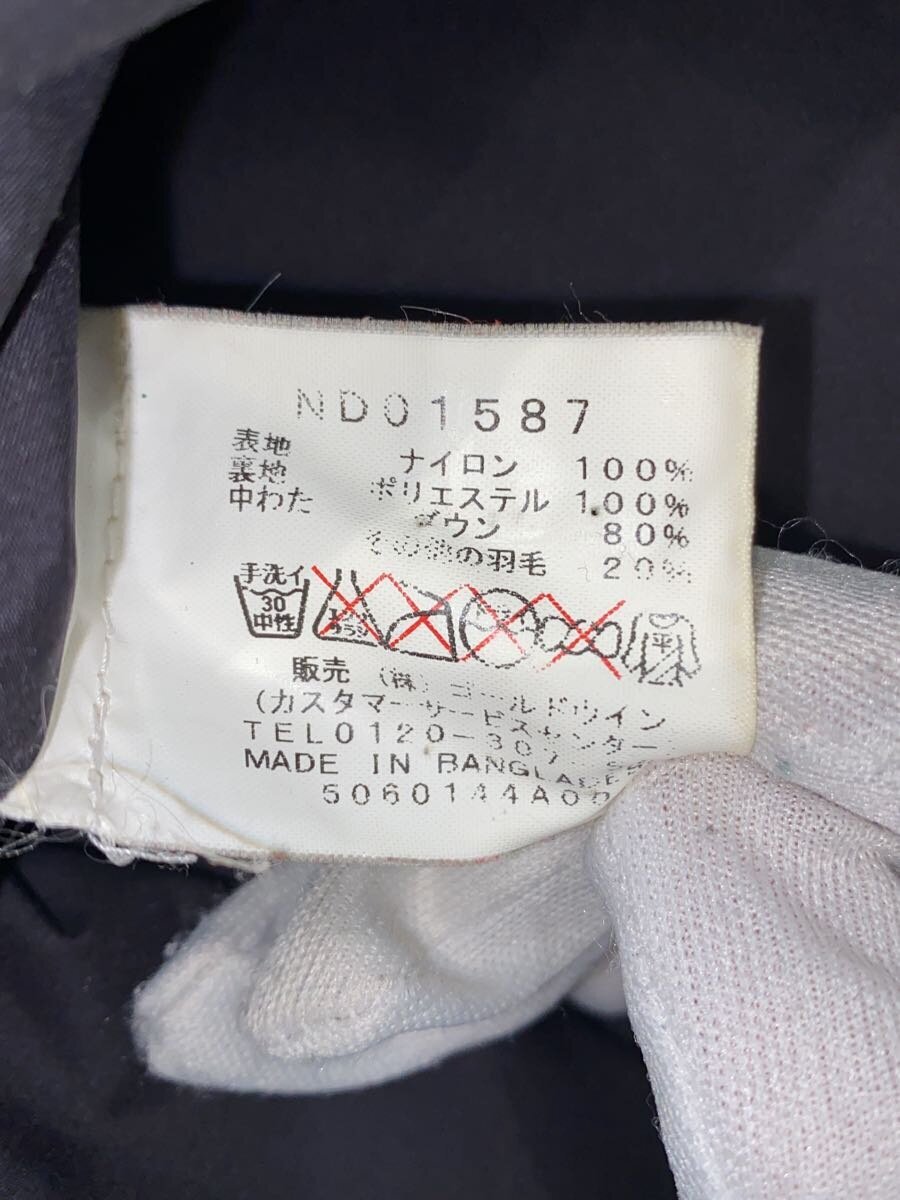 ND01587
表地 ナイロン 100%
裏地 ポリエステル 100%
中わた ダウン 80%
その他の羽毛 20%
手洗イ
30
中性
平
販売 (株)ゴールドウイン
(カスタマーサービスセンター
TEL0120-307
MADE IN BANGLADE
5060144A00